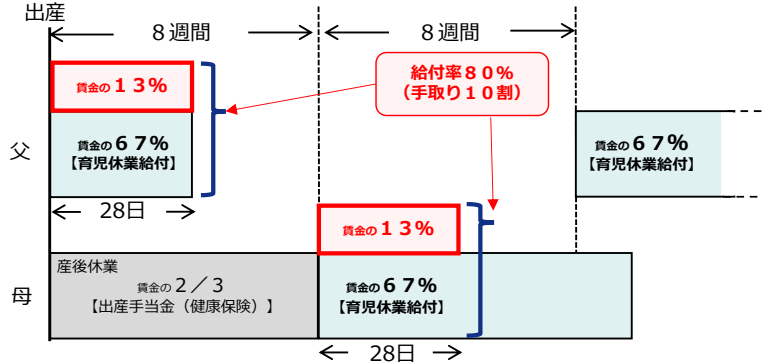 出産
８週間
８週間
賃金の１３%
給付率８０%
（手取り１０割）
父
賃金の６７%
【育児休業給付】
賃金の６７%
【育児休業給付】
28日
賃金の１３%
母
産後休業
賃金の２／３
【出産手当金（健康保険）】
賃金の６７%
【育児休業給付】
28日